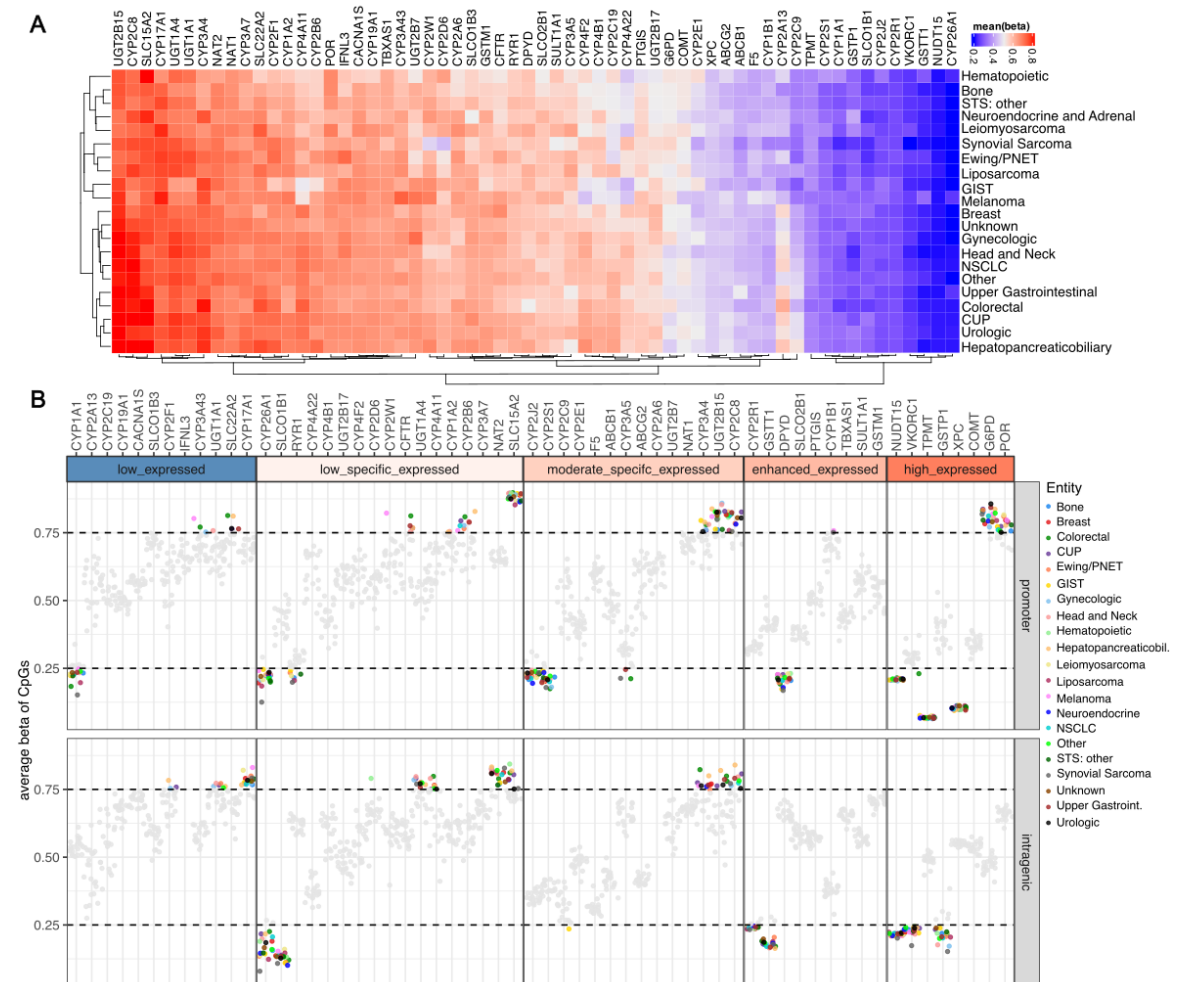 A
UGT2B15
CYP2C8
SLC15A2
CYP17A1
UGT1A4
UGT1A1
CYP3A4
NAT2
NAT1
CYP3A7
SLC22A2
CYP2F1
CYP1A2
CYP4A11
CYP2B6
POR
IFNL3
CACNA1S
CYP19A1
TBXAS1
CYP3A43
UGT2B7
CYP2W1
CYP2D6
CYP2A6
SLCO1B3
GSTM1
CFTR
RYR1
DPYD
SLCO2B1
SULT1A1
CYP3A5
CYP4F2
CYP4B1
CYP2C19
CYP4A22
PTGIS
UGT2B17
G6PD
COMT
CYP2E1
XPC
ABCG2
ABCB1
F5
CYP1B1
CYP2A13
CYP2C9
TPMT
CYP2S1
CYP1A1
GSTP1
SLCO1B1
CYP2J2
CYP2R1
VKORC1
GSTT1
NUDT15
CYP26A1
mean(beta)
0.2
0.4
0.6
0.8
Hematopoietic
Bone
STS: other
Neuroendocrine and Adrenal
Leiomyosarcoma
Synovial Sarcoma
Ewing/PNET
Liposarcoma
GIST
Melanoma
Breast
Unknown
Gynecologic
Head and Neck
NSCLC
Other
Upper Gastrointestinal
Colorectal
CUP
Urologic
Hepatopancreaticobiliary
B
CYP1A1
CYP2A13
CYP2C19
CYP19A1
CACNA1S
SLCO1B3
CYP2F1
IFNL3
CYP3A43
UGT1A1
SLC22A2
CYP17A1
CYP26A1
SLCO1B1
RYR1
CYP4A22
CYP4B1
UGT2B17
CYP4F2
CYP2D6
CYP2W1
CFTR
UGT1A4
CYP4A11
CYP1A2
CYP2B6
CYP3A7
NAT2
SLC15A2
CYP2J2
CYP2S1
CYP2C9
CYP2E1
F5
ABCB1
CYP3A5
ABCG2
CYP2A6
UGT2B7
NAT1
CYP3A4
UGT2B15
CYP2C8
CYP2R1
GSTT1
DPYD
SLCO2B1
PTGIS
CYP1B1
TBXAS1
SULT1A1
GSTM1
NUDT15
VKORC1
TPMT
GSTP1
XPC
COMT
G6PD
POR
low_expressed
low_specific_expressed
moderate_specifc_expressed
enhanced_expressed
high_expressed
average beta of CpGs
0.75
0.50
0.25
promoter
0.75
0.50
0.25
intragenic
Entity
Bone
Breast
Colorectal
CUP
Ewing/PNET
GIST
Gynecologic
Head and Neck
Hematopoietic
Hepatopancreaticobil.
Leiomyosarcoma
Liposarcoma
Melanoma
Neuroendocrine
NSCLC
Other
STS: other
Synovial Sarcoma
Unknown
Upper Gastroint.
Urologic